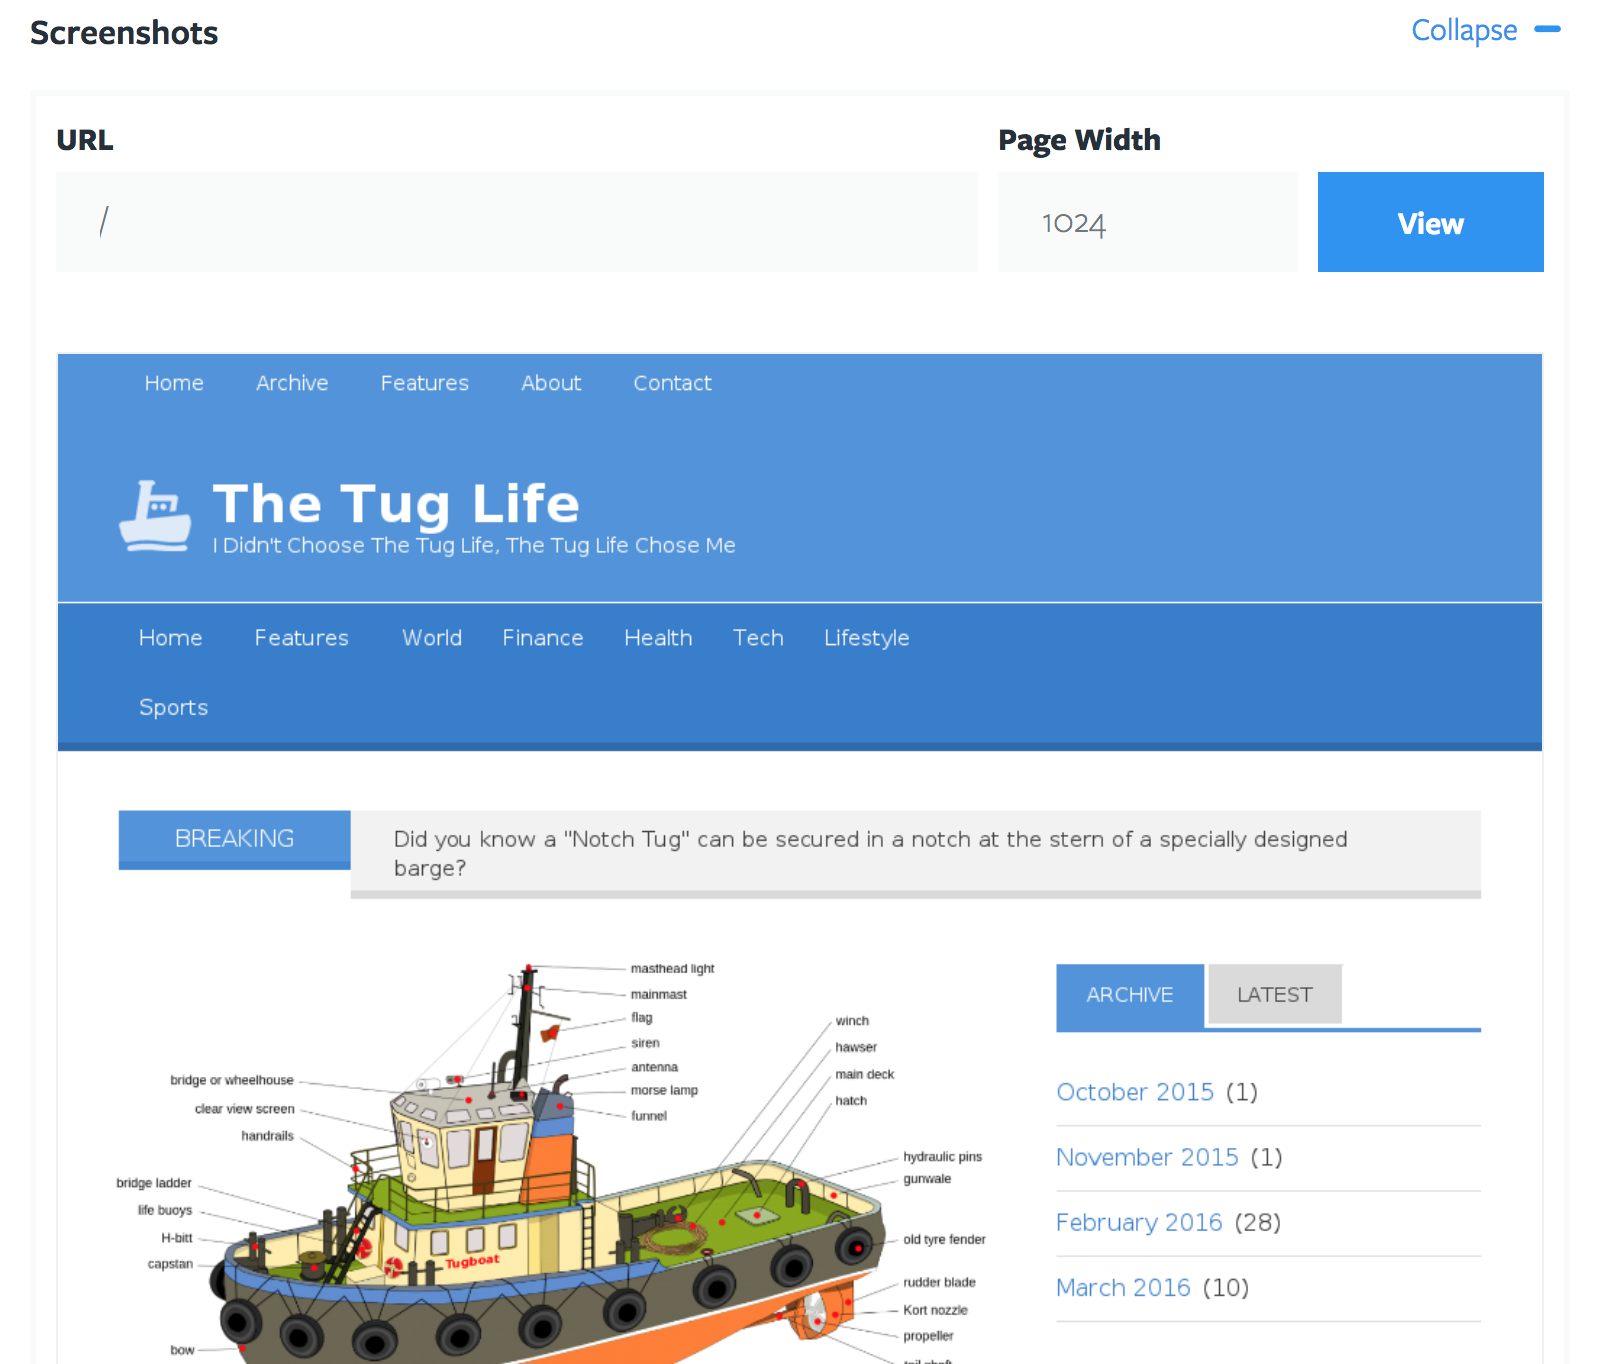 Screenshots
Collapse
URL
Page Width
/
1024
View
Home Archive Features About Contact
The Tug Life
I Didn't Choose The Tug Life, The Tug Life Chose Me
Home Features World Finance Health Tech Lifestyle
Sports
BREAKING
Did you know a "Notch Tug" can be secured in a notch at the stern of a specially designed
barge?
masthead light
mainmast
flag
siren
antenna
morse lamp
funnel
winch
hawser
main deck
hatch
bridge or wheelhouse
clear view screen
handrails
bridge ladder
life buoys
H-bitt
capstan
bow
Tugboat
hydraulic pins
gunwale
old tyre fender
rudder blade
Kort nozzle
propeller
ARCHIVE
LATEST
October 2015 (1)
November 2015 (1)
February 2016 (28)
March 2016 (10)